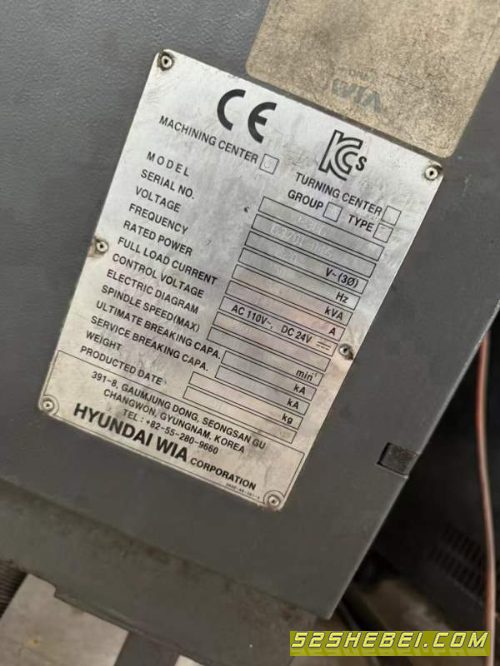 WIA
CE
KCs
MACHINING CENTER
TURNING CENTER
GROUP TYPE
MODEL
SERIAL NO.
VOLTAGE V~(3Ø)
FREQUENCY Hz
RATED POWER kVA
FULL LOAD CURRENT A
CONTROL VOLTAGE AC 110V~, DC 24V
ELECTRIC DIAGRAM
SPINDLE SPEED(MAX) min
ULTIMATE BREAKING CAPA. kA
SERVICE BREAKING CAPA. kA
WEIGHT kg
PRODUCTED DATE
391-8, GAUMJUNG DONG, SEONGSAN GU
CHANGWON, GYUNGNAM, KOREA
TEL : +82-55-280-9660
HYUNDAI WIA CORPORATION
52SHEBEI.COM